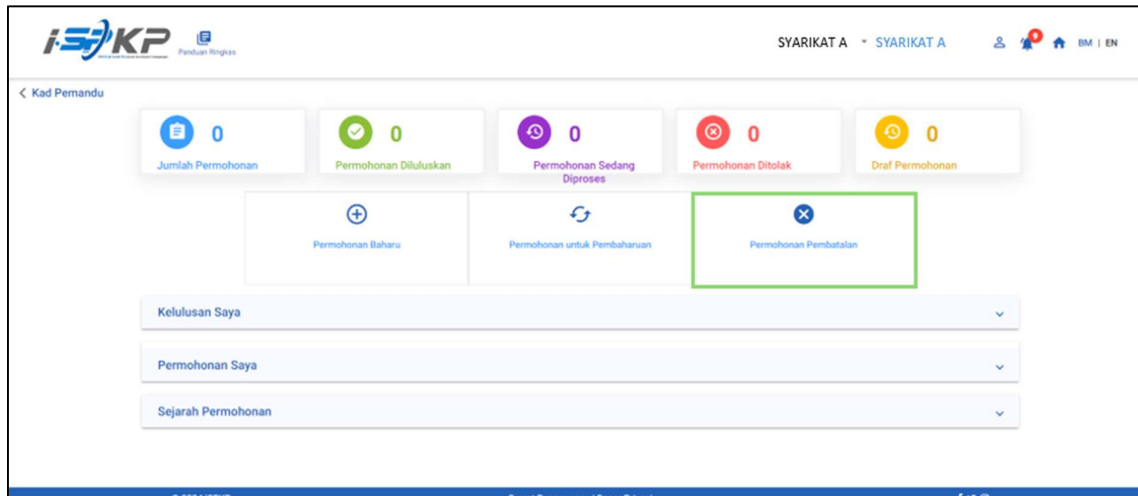 i-SPKP
Panduan Ringkas
SYARIKAT A SYARIKAT A
9
BM | EN
Kad Pemandu
0
Jumlah Permohonan
0
Permohonan Diluluskan
0
Permohonan Sedang
Diproses
0
Permohonan Ditolak
0
Draf Permohonan
Permohonan Baharu
Permohonan untuk Pembaharuan
Permohonan Pembatalan
Kelulusan Saya
Permohonan Saya
Sejarah Permohonan